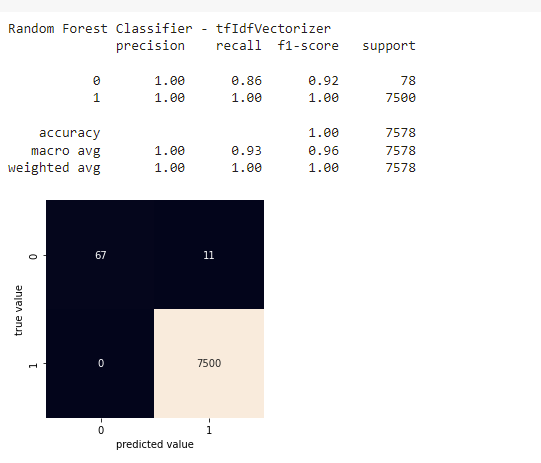 Random Forest Classifier - tfIdfVectorizer
precision recall f1-score support
0 1.00 0.86 0.92 78
1 1.00 1.00 1.00 7500
accuracy 1.00 7578
macro avg 1.00 0.93 0.96 7578
weighted avg 1.00 1.00 1.00 7578
0 67 11
true value
1 0 7500
0 1
predicted value